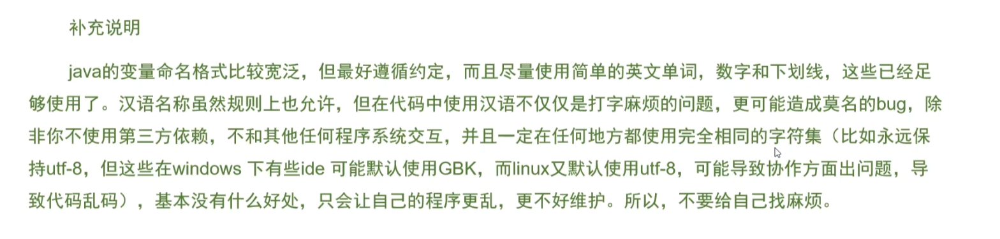 补充说明
java的变量命名格式比较宽泛，但最好遵循约定，而且尽量使用简单的英文单词，数字和下划线，这些已经足
够使用了。汉语名称虽然规则上也允许，但在代码中使用汉语不仅仅是打字麻烦的问题，更可能造成莫名的bug，除
非你不使用第三方依赖，不和其他任何程序系统交互，并且一定在任何地方都使用完全相同的字符集（比如永远保
持utf-8，但这些在windows 下有些ide 可能默认使用GBK，而linux又默认使用utf-8，可能导致协作方面出问题，导
致代码乱码），基本没有什么好处，只会让自己的程序更乱，更不好维护。所以，不要给自己找麻烦。